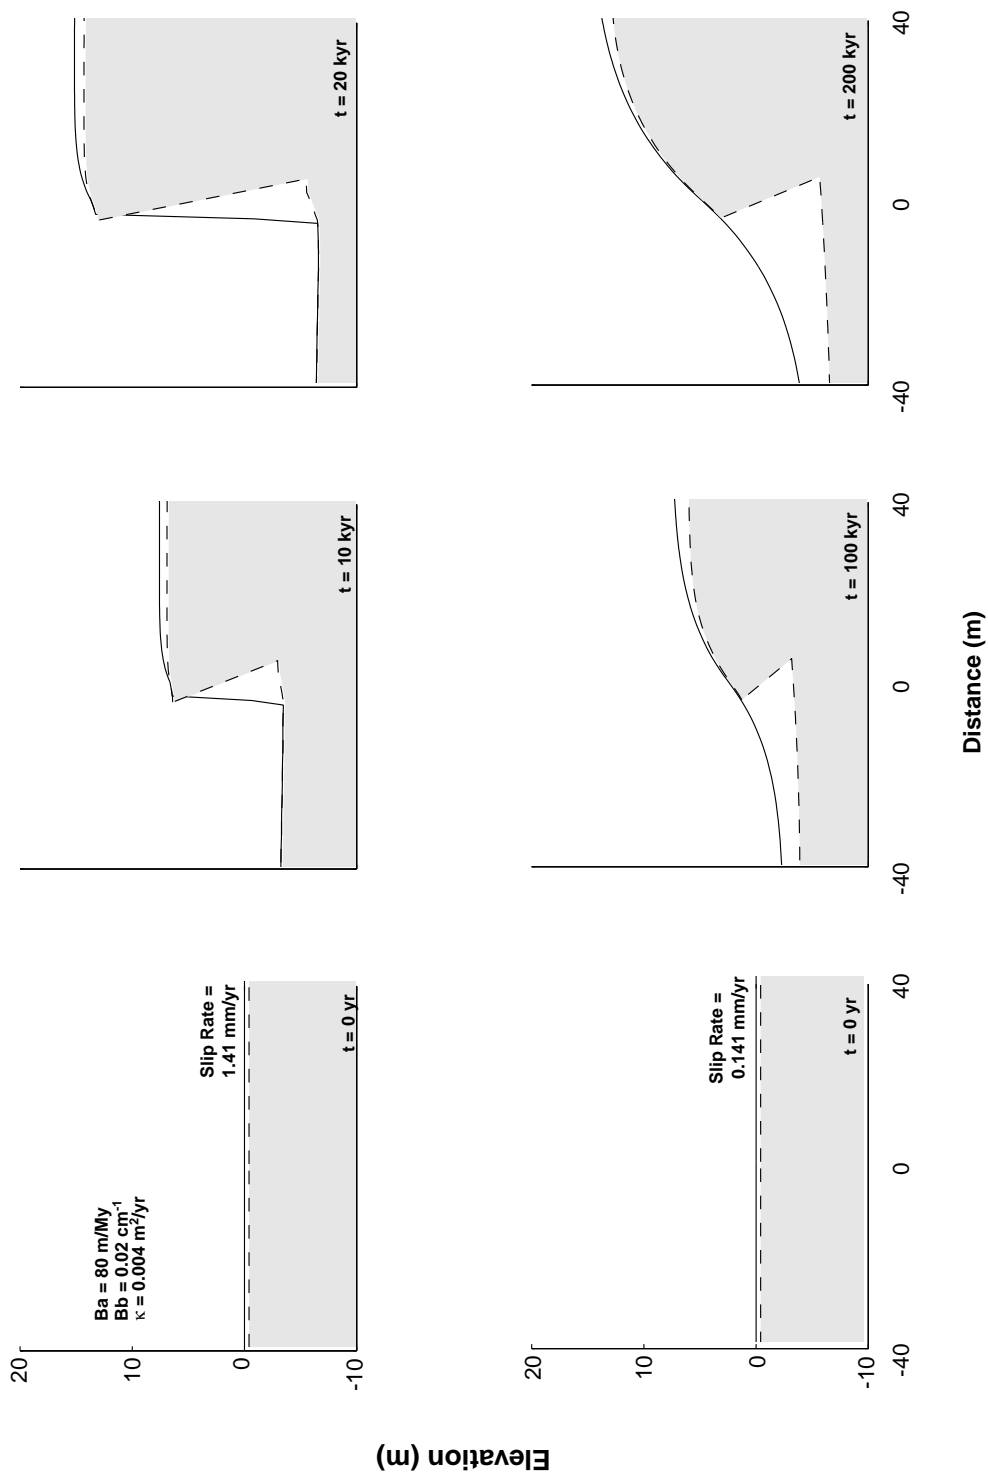 20
10
0
-10
Ba = 80 m/My
Bb = 0.02 cm⁻¹
κ = 0.004 m²/yr
Slip Rate =
1.41 mm/yr
t = 0 yr
t = 10 kyr
t = 20 kyr
20
10
0
-10
Slip Rate =
0.141 mm/yr
t = 0 yr
t = 100 kyr
t = 200 kyr
-40
0
40
-40
0
40
-40
0
40
Elevation (m)
Distance (m)